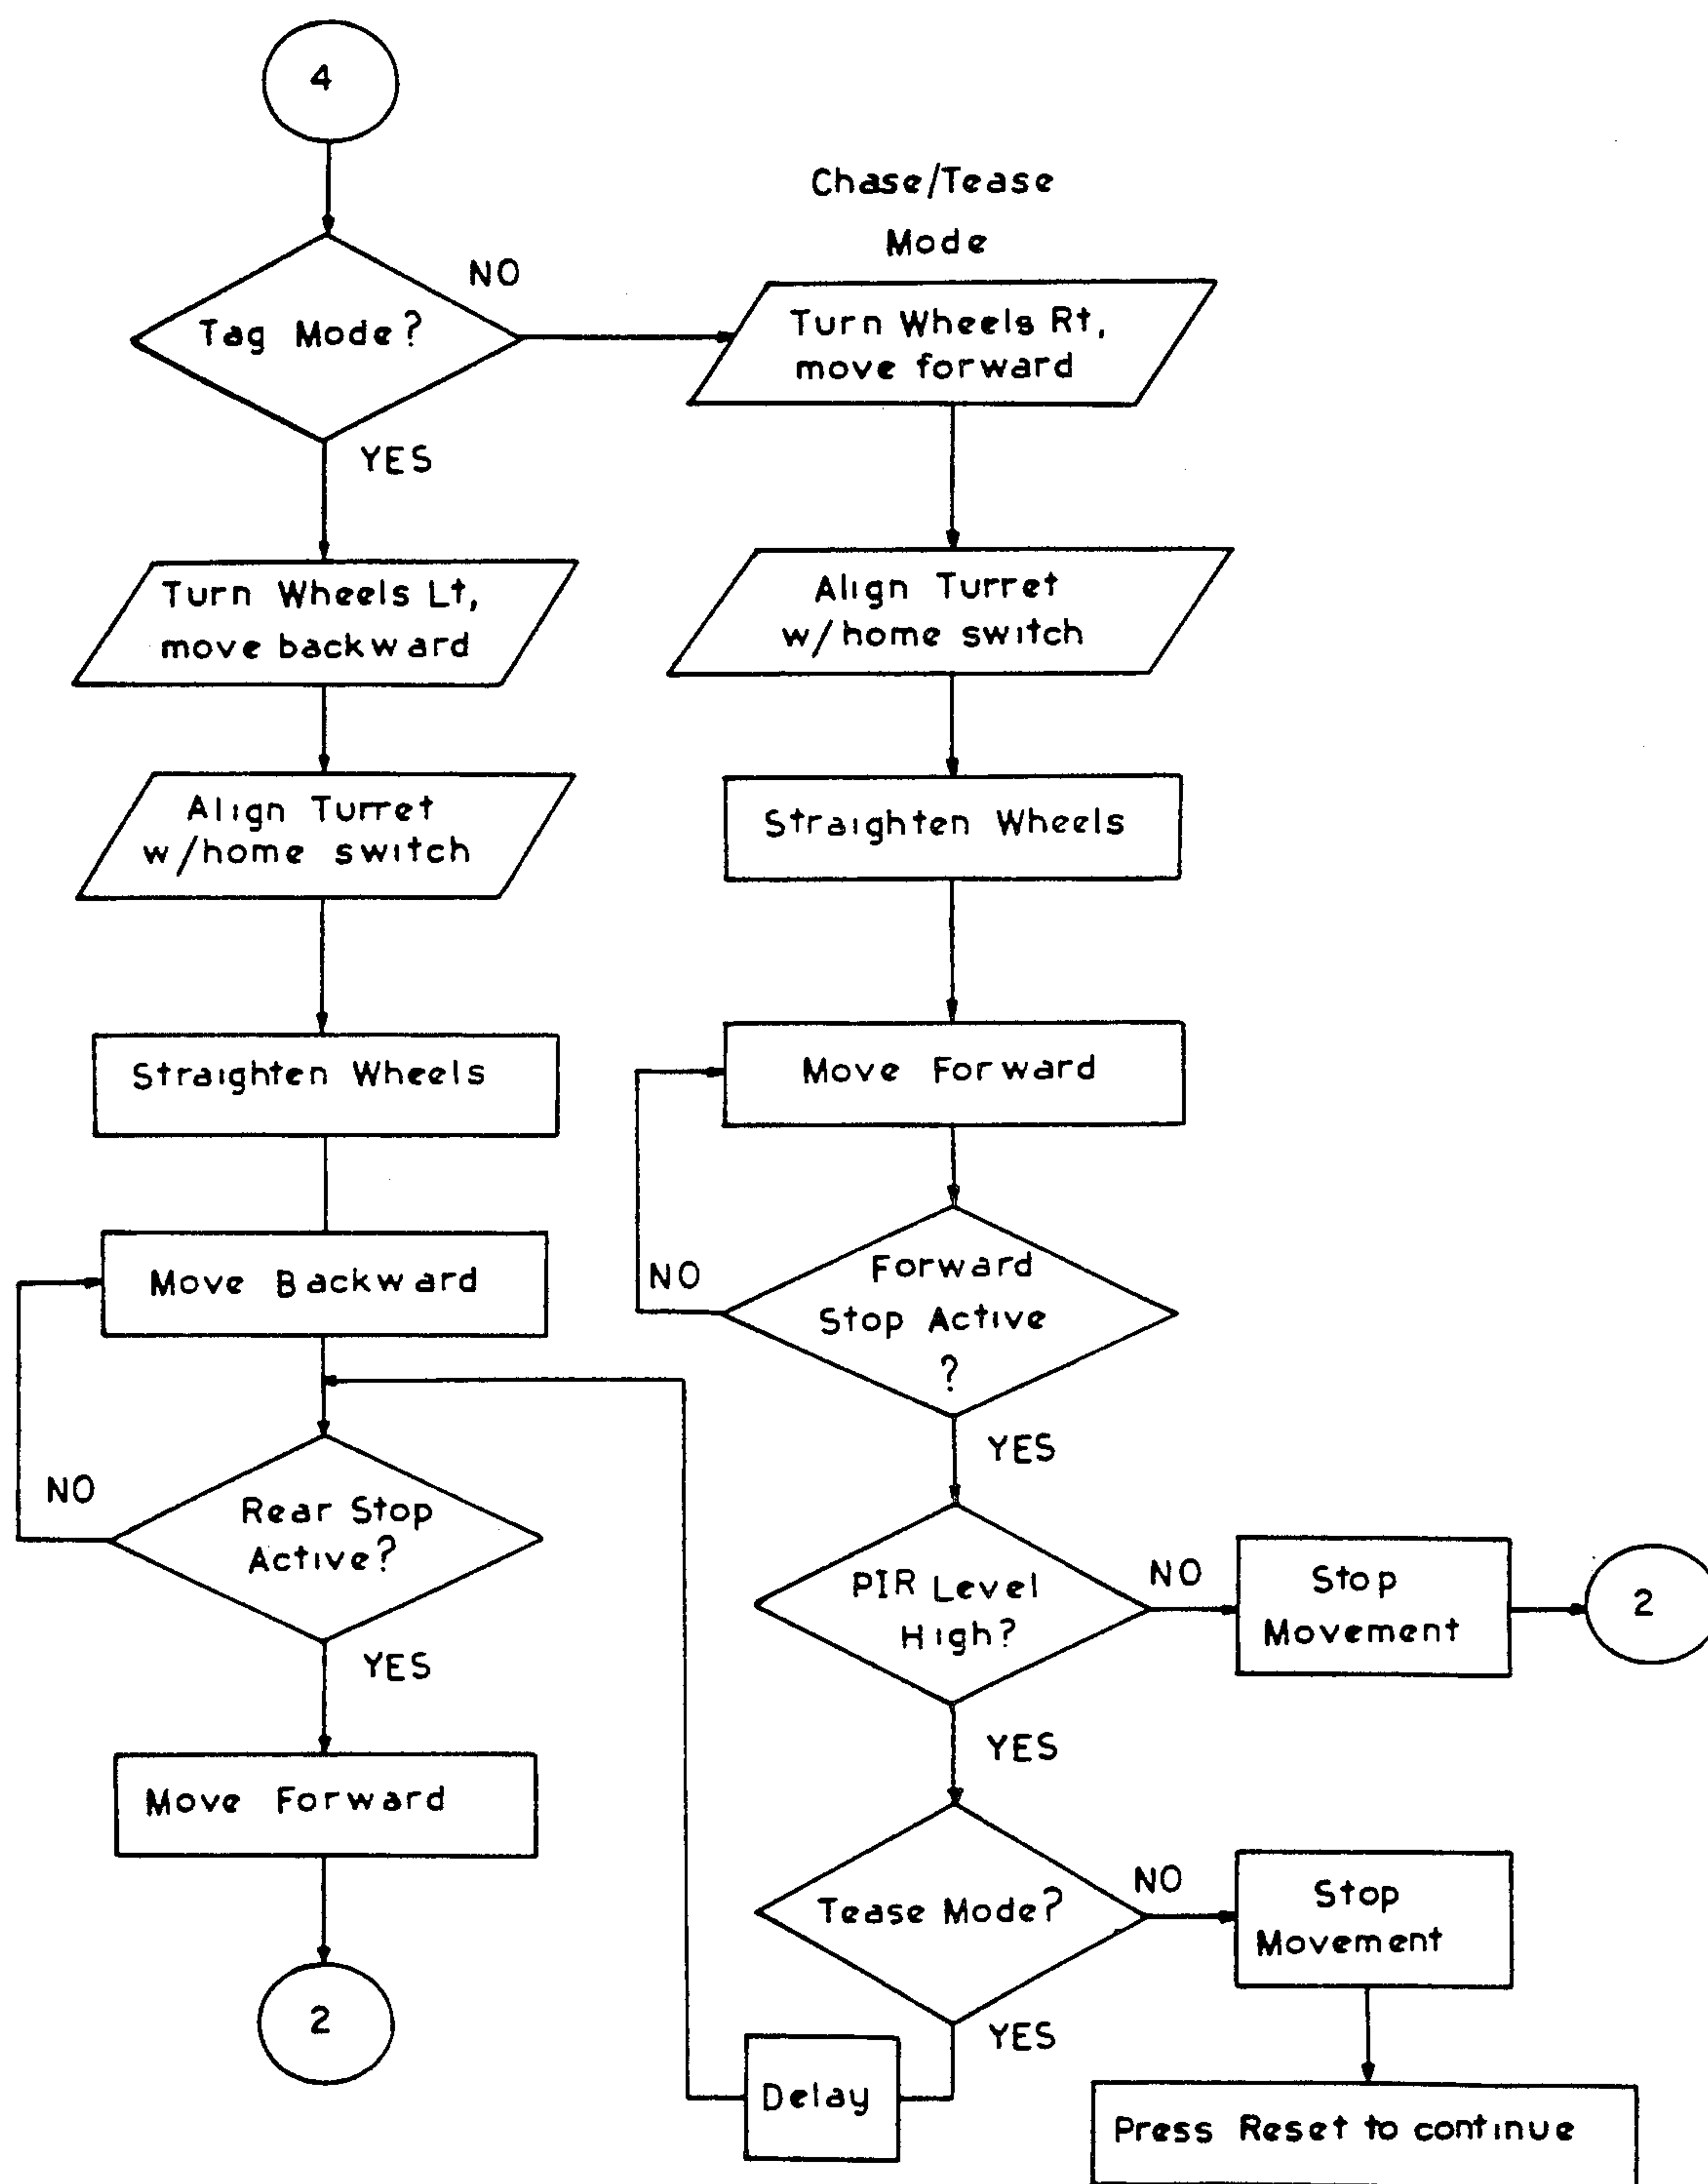 4
Chase/Tease
Mode
NO
Tag Mode?
Turn Wheels Rt,
move forward
YES
Turn Wheels Lt,
move backward
Align Turret
w/home switch
Align Turret
w/home switch
Straighten Wheels
Straighten Wheels
Move Forward
Move Backward
NO
Forward
Stop Active
?
YES
NO
Rear Stop
Active?
PIR Level
High?
NO
Stop
Movement
2
YES
YES
Move Forward
Tease Mode?
NO
Stop
Movement
2
YES
Delay
Press Reset to continue